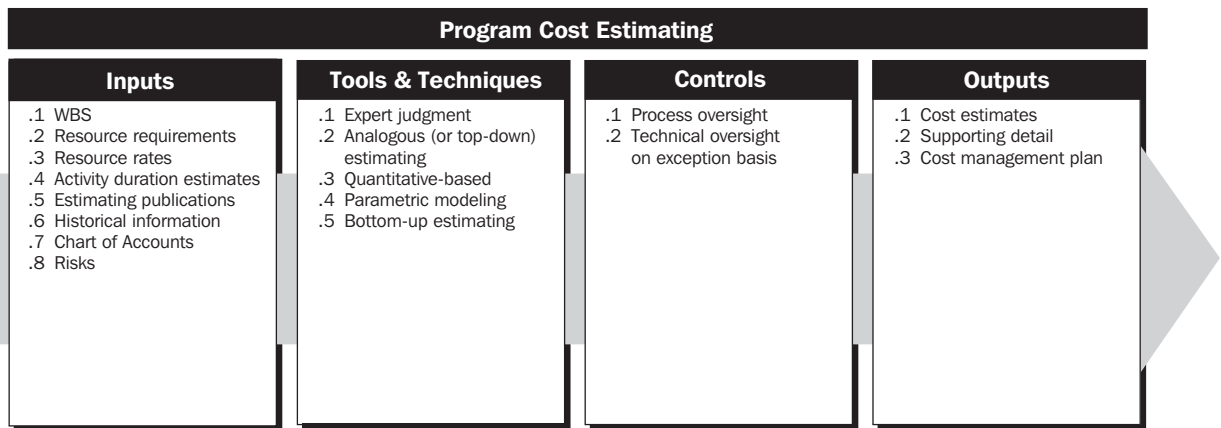 Program Cost Estimating
Inputs
.1 WBS
.2 Resource requirements
.3 Resource rates
.4 Activity duration estimates
.5 Estimating publications
.6 Historical information
.7 Chart of Accounts
.8 Risks
Tools & Techniques
.1 Expert judgment
.2 Analogous (or top-down)
estimating
.3 Quantitative-based
.4 Parametric modeling
.5 Bottom-up estimating
Controls
.1 Process oversight
.2 Technical oversight
on exception basis
Outputs
.1 Cost estimates
.2 Supporting detail
.3 Cost management plan